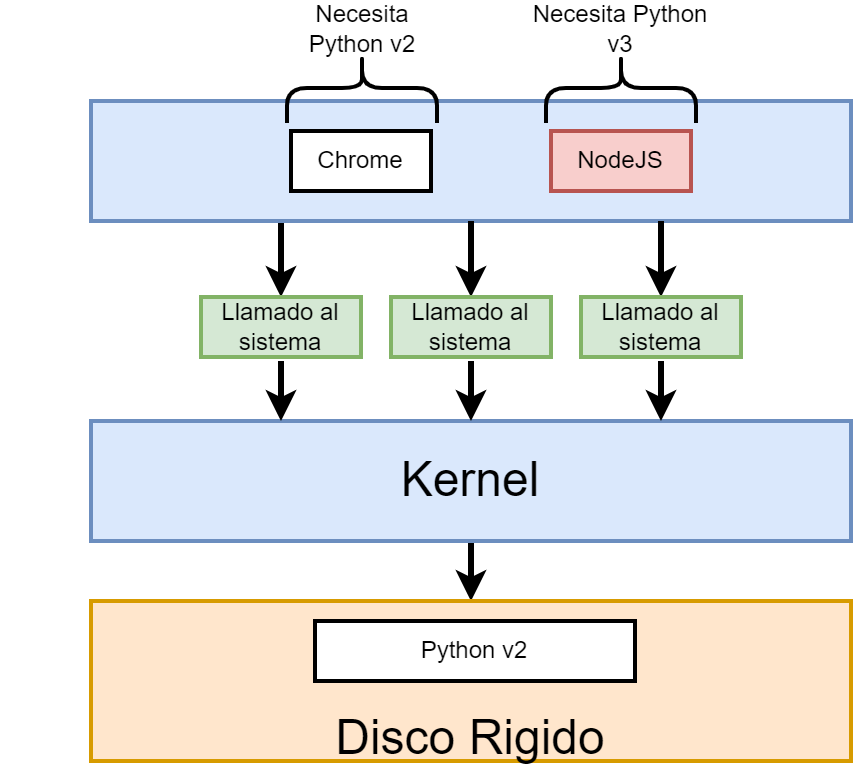 Necesita
Python v2
Necesita Python
v3
Chrome
NodeJS
Llamado al
sistema
Llamado al
sistema
Llamado al
sistema
Kernel
Python v2
Disco Rigido